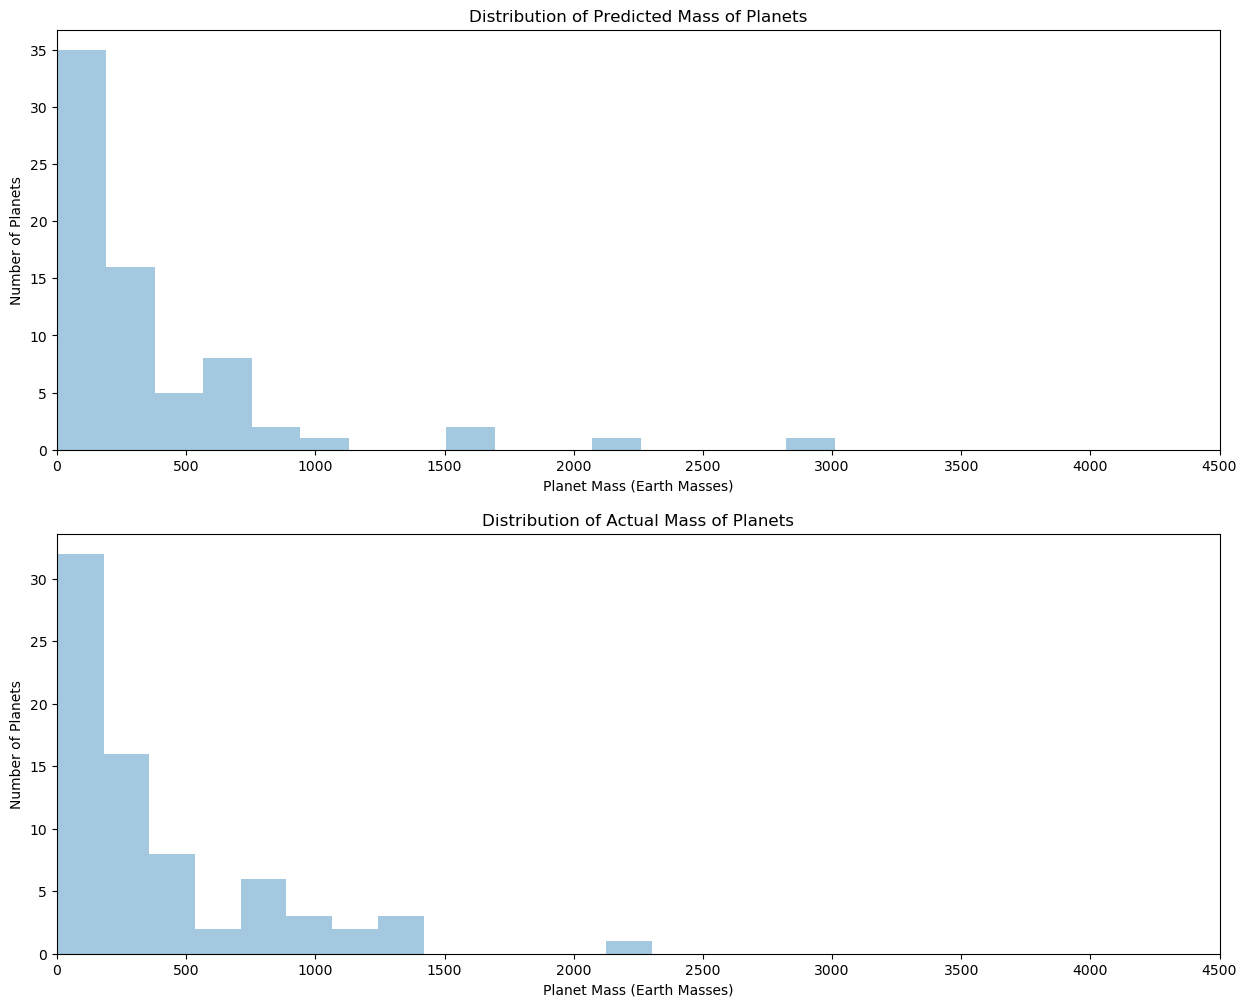 Distribution of Predicted Mass of Planets
35
30
25
20
15
10
5
0
Number of Planets
0 500 1000 1500 2000 2500 3000 3500 4000 4500
Planet Mass (Earth Masses)
Distribution of Actual Mass of Planets
30
25
20
15
10
5
0
Number of Planets
0 500 1000 1500 2000 2500 3000 3500 4000 4500
Planet Mass (Earth Masses)